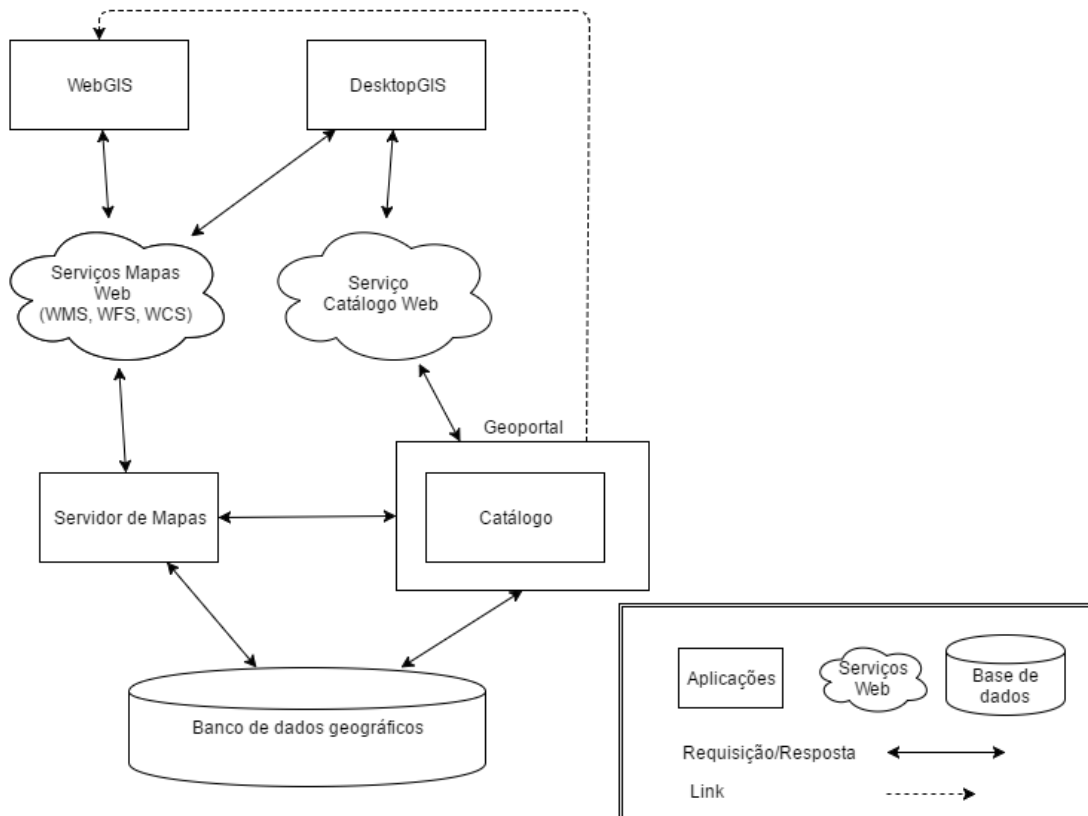 WebGIS
DesktopGIS
Serviços Mapas
Web
(WMS, WFS, WCS)
Serviço
Catálogo Web
Geoportal
Servidor de Mapas
Catálogo
Banco de dados geográficos
Aplicações
Serviços
Web
Base de
dados
Requisição/Resposta
Link